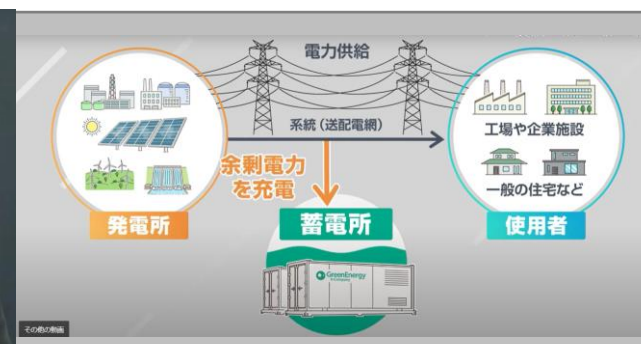 電力供給
系統（送配電網）
工場や企業施設
一般の住宅など
余剰電力
を充電
発電所
蓄電所
使用者
GreenEnergy
その他の動画